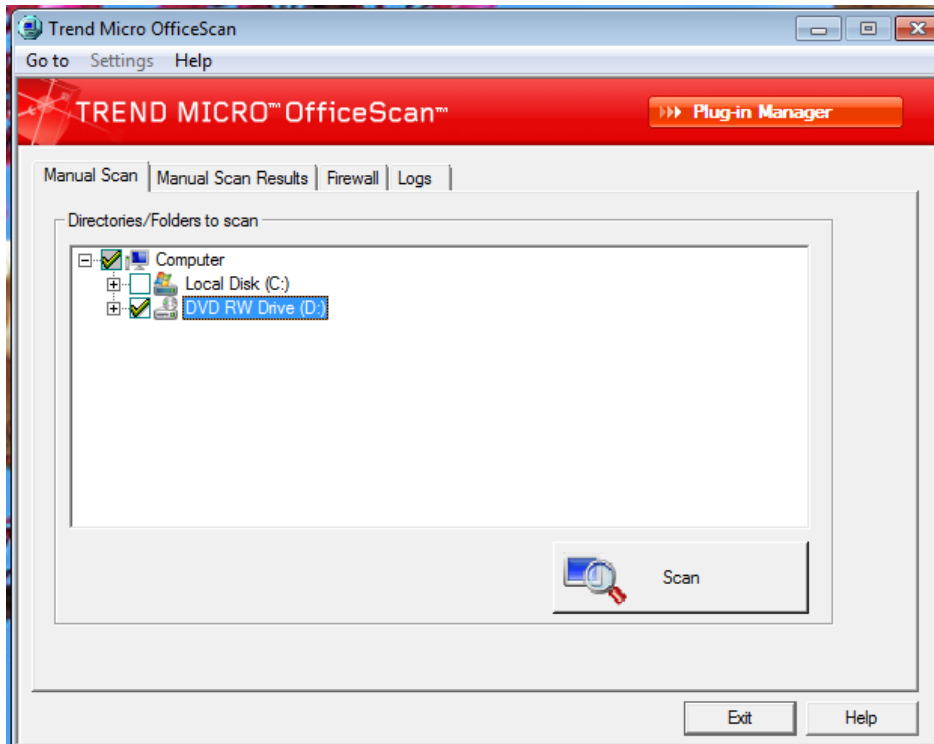 Trend Micro OfficeScan
Go to Settings Help
TREND MICRO™ OfficeScan™ Plug-in Manager
Manual Scan Manual Scan Results Firewall Logs
Directories/Folders to scan
Computer
Local Disk (C:)
DVD RW Drive (D:)
Scan
Exit Help